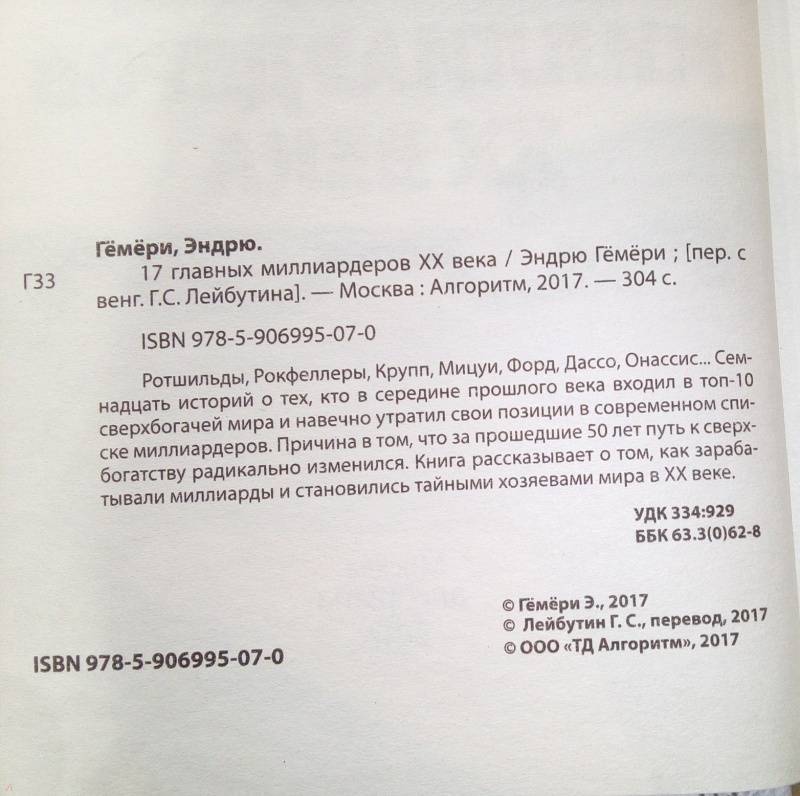 Гёмёри, Эндрю.
Г33
17 главных миллиардеров XX века / Эндрю Гёмёри ; [пер. с
венг. Г.С. Лейбутина]. — Москва : Алгоритм, 2017. — 304 с.
ISBN 978-5-906995-07-0
Ротшильды, Рокфеллеры, Крупп, Мицуи, Форд, Дассо, Онассис... Сем-
надцать историй о тех, кто в середине прошлого века входил в топ-10
сверхбогачей мира и навечно утратил свои позиции в современном спи-
ске миллиардеров. Причина в том, что за прошедшие 50 лет путь к сверх-
богатству радикально изменился. Книга рассказывает о том, как зараба-
тывали миллиарды и становились тайными хозяевами мира в XX веке.
УДК 334:929
ББК 63.3(0)62-8
© Гёмёри Э., 2017
© Лейбутин Г. С., перевод, 2017
© ООО «ТД Алгоритм», 2017
ISBN 978-5-906995-07-0